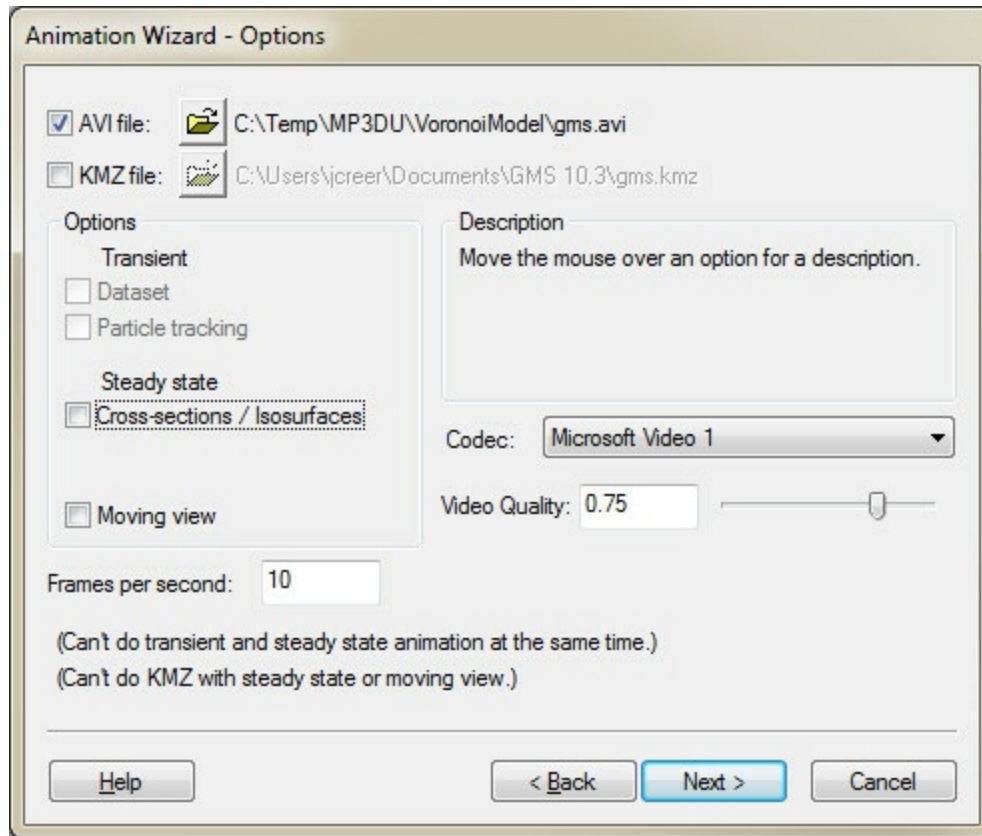 Animation Wizard - Options
AVI file: C:\Temp\MP3DU\VoronoiModel\gms.avi
KMZ file: C:\Users\jcreer\Documents\GMS 10.3\gms.kmz
Options
Transient
Dataset
Particle tracking
Steady state
Cross-sections / Isosurfaces
Moving view
Description
Move the mouse over an option for a description.
Codec: Microsoft Video 1
Video Quality: 0.75
Frames per second: 10
(Can't do transient and steady state animation at the same time.)
(Can't do KMZ with steady state or moving view.)
Help < Back Next > Cancel